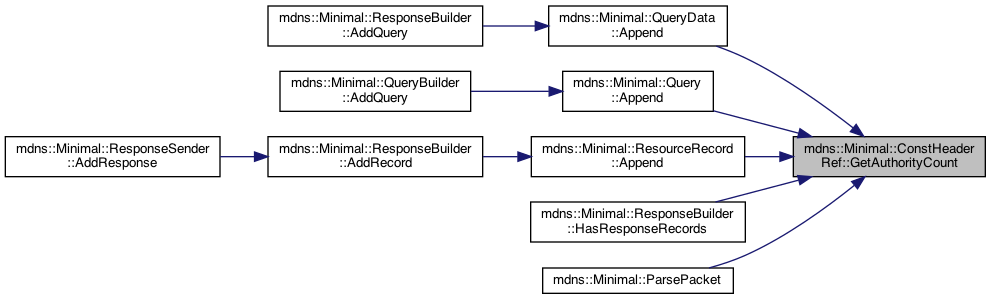 mdns::Minimal::ResponseBuilder
::AddQuery
mdns::Minimal::QueryData
::Append
mdns::Minimal::QueryBuilder
::AddQuery
mdns::Minimal::Query
::Append
mdns::Minimal::ResponseSender
::AddResponse
mdns::Minimal::ResponseBuilder
::AddRecord
mdns::Minimal::ResourceRecord
::Append
mdns::Minimal::ConstHeader
Ref::GetAuthorityCount
mdns::Minimal::ResponseBuilder
::HasResponseRecords
mdns::Minimal::ParsePacket